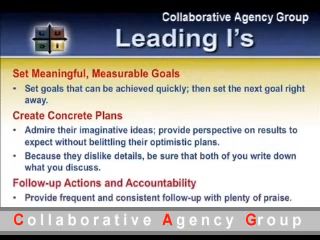 Collaborative Agency Group
Leading I's
Set Meaningful, Measurable Goals
• Set goals that can be achieved quickly; then set the next goal right
away.
Create Concrete Plans
• Admire their imaginative ideas; provide perspective on results to
expect without belittling their optimistic plans.
• Because they dislike details, be sure that both of you write down
what you discuss.
Follow-up Actions and Accountability
• Provide frequent and consistent follow-up with plenty of praise.
Collaborative Agency Group